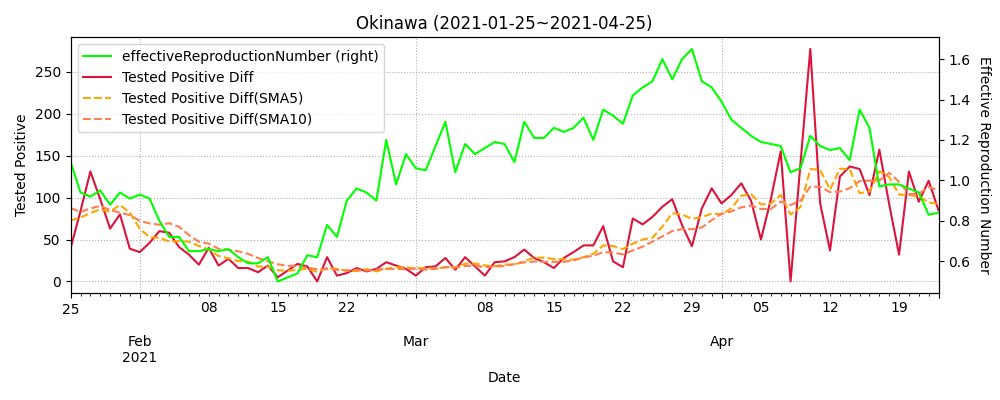 Okinawa (2021-01-25~2021-04-25)
effectiveReproductionNumber (right)
Tested Positive Diff
Tested Positive Diff(SMA5)
Tested Positive Diff(SMA10)
Tested Positive
250
200
150
100
50
0
1.6
1.4
1.2
1.0
0.8
0.6
Effective Reproduction Number
25 08 15 22 08 15 22 29 05 12 19
Feb Mar Apr
2021
Date